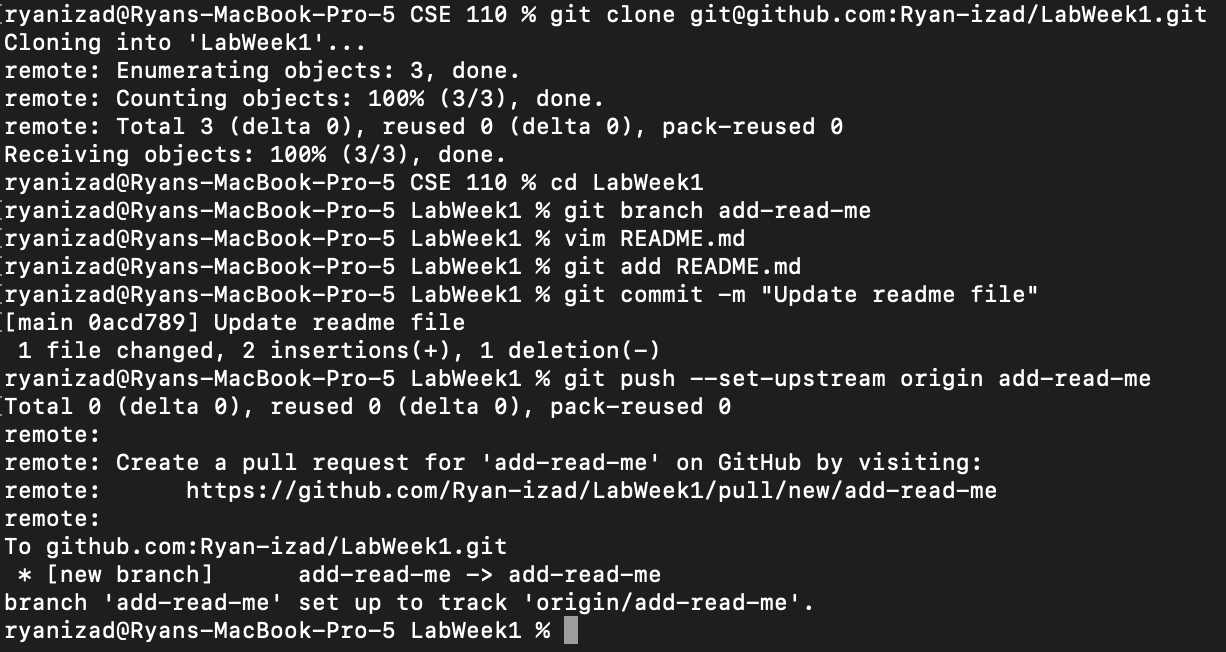 ryanizad@Ryans-MacBook-Pro-5 CSE 110 % git clone git@github.com:Ryan-izad/LabWeek1.git
Cloning into 'LabWeek1'...
remote: Enumerating objects: 3, done.
remote: Counting objects: 100% (3/3), done.
remote: Total 3 (delta 0), reused 0 (delta 0), pack-reused 0
Receiving objects: 100% (3/3), done.
ryanizad@Ryans-MacBook-Pro-5 CSE 110 % cd LabWeek1
ryanizad@Ryans-MacBook-Pro-5 LabWeek1 % git branch add-read-me
ryanizad@Ryans-MacBook-Pro-5 LabWeek1 % vim README.md
ryanizad@Ryans-MacBook-Pro-5 LabWeek1 % git add README.md
ryanizad@Ryans-MacBook-Pro-5 LabWeek1 % git commit -m "Update readme file"
[main 0acd789] Update readme file
 1 file changed, 2 insertions(+), 1 deletion(-)
ryanizad@Ryans-MacBook-Pro-5 LabWeek1 % git push --set-upstream origin add-read-me
Total 0 (delta 0), reused 0 (delta 0), pack-reused 0
remote:
remote: Create a pull request for 'add-read-me' on GitHub by visiting:
remote:      https://github.com/Ryan-izad/LabWeek1/pull/new/add-read-me
remote:
To github.com:Ryan-izad/LabWeek1.git
 * [new branch]      add-read-me -> add-read-me
branch 'add-read-me' set up to track 'origin/add-read-me'.
ryanizad@Ryans-MacBook-Pro-5 LabWeek1 %